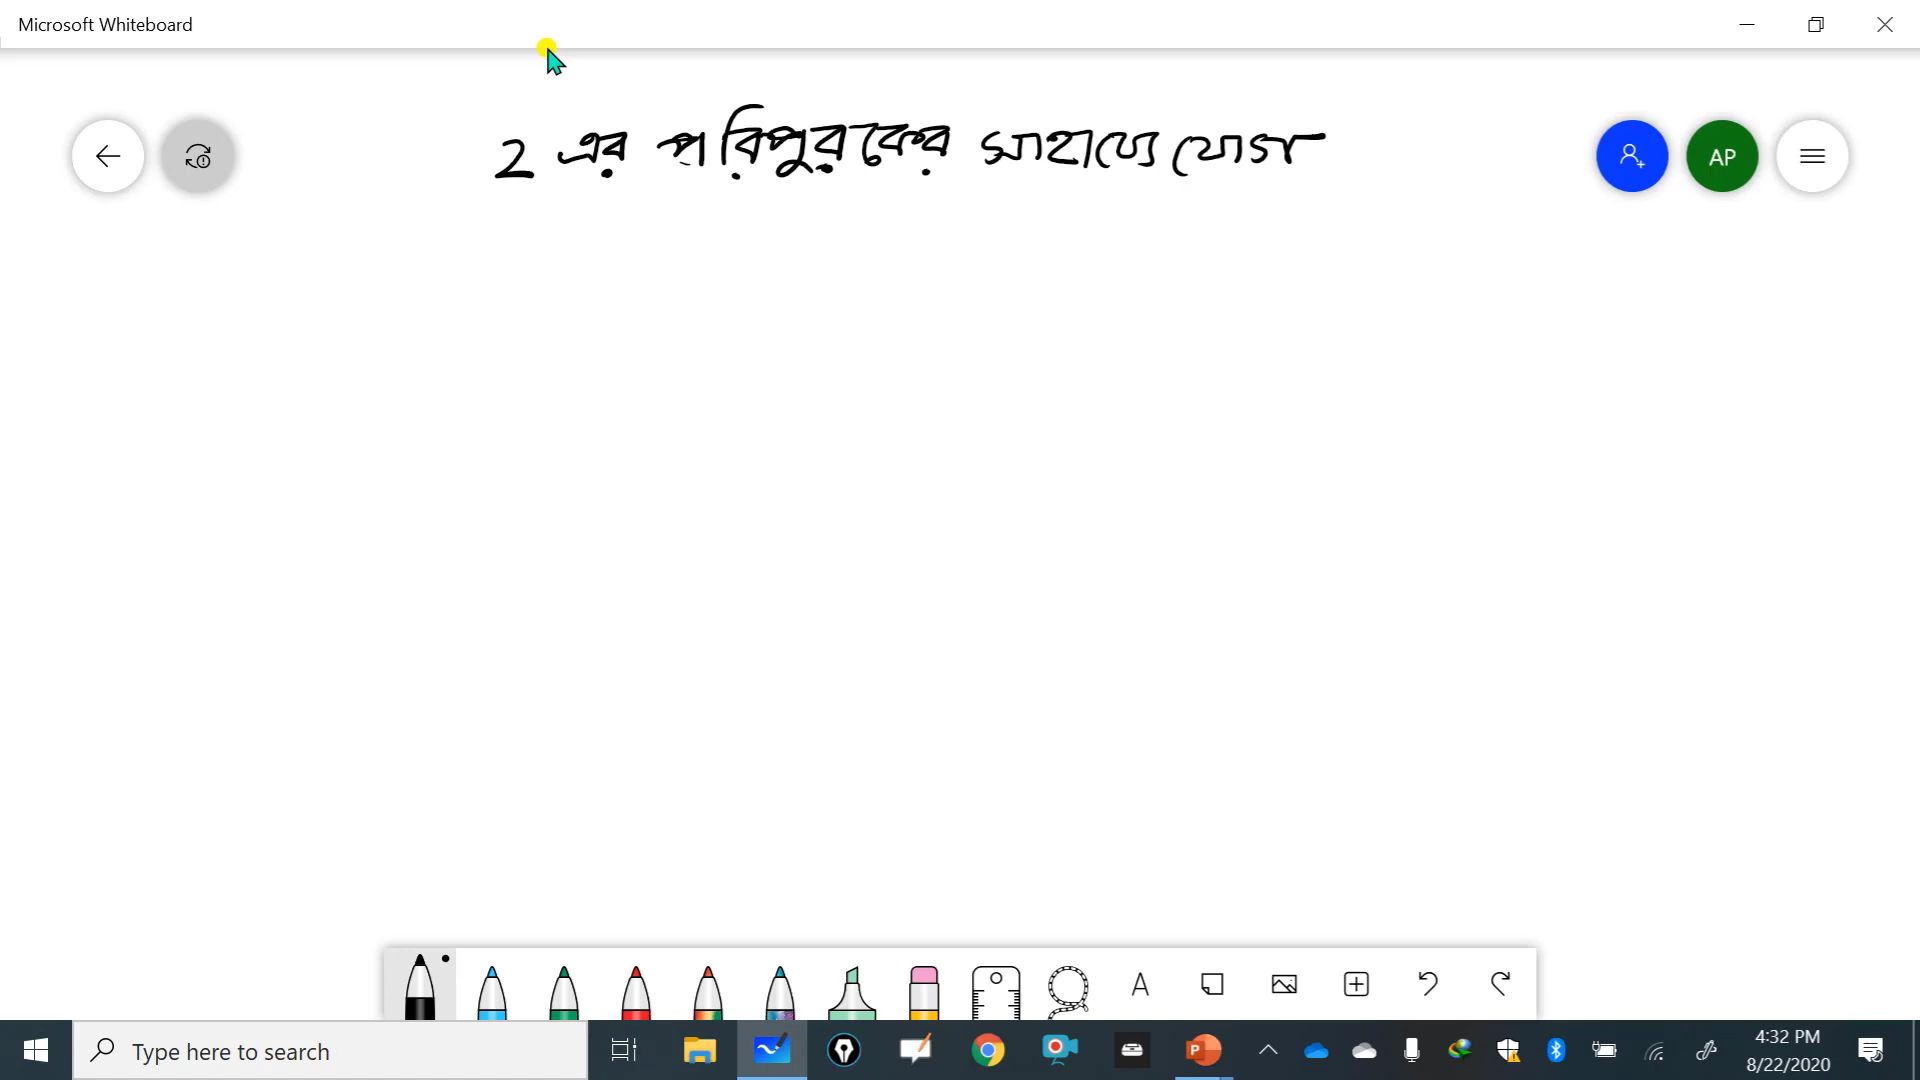 Microsoft Whiteboard
2 এর পরিপুরকের সাহায্যে যোগ
AP
A
Type here to search
4:32 PM
8/22/2020